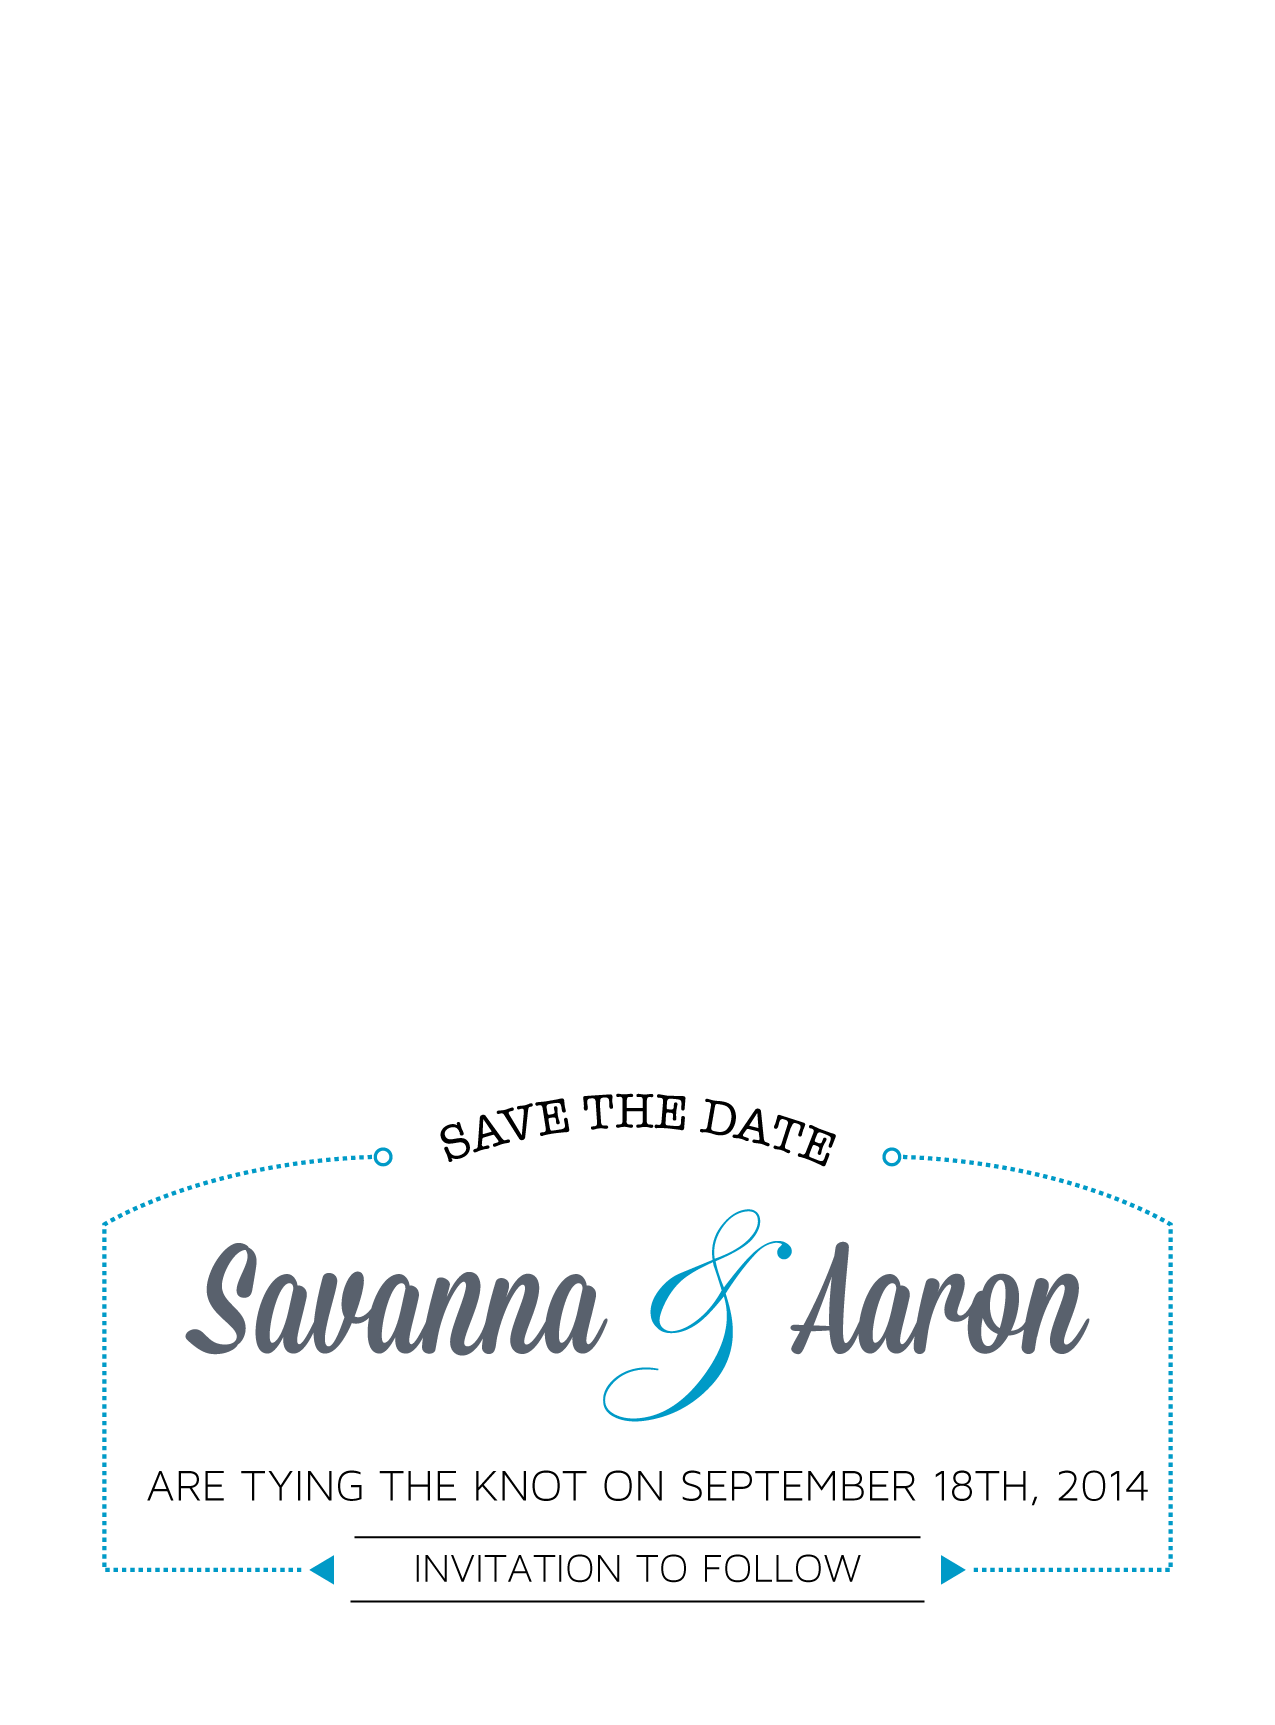 SAVE THE DATE
Savanna & Aaron
ARE TYING THE KNOT ON SEPTEMBER 18TH, 2014
INVITATION TO FOLLOW